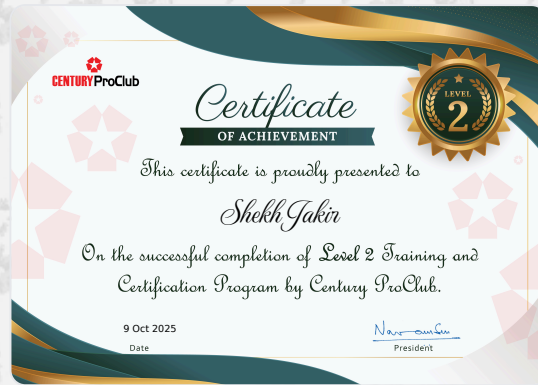 CENTURY ProClub
Certificate
OF ACHIEVEMENT
LEVEL
2
This certificate is proudly presented to
Shekh Jakir
On the successful completion of Level 2 Training and
Certification Program by Century ProClub.
9 Oct 2025
Date
President